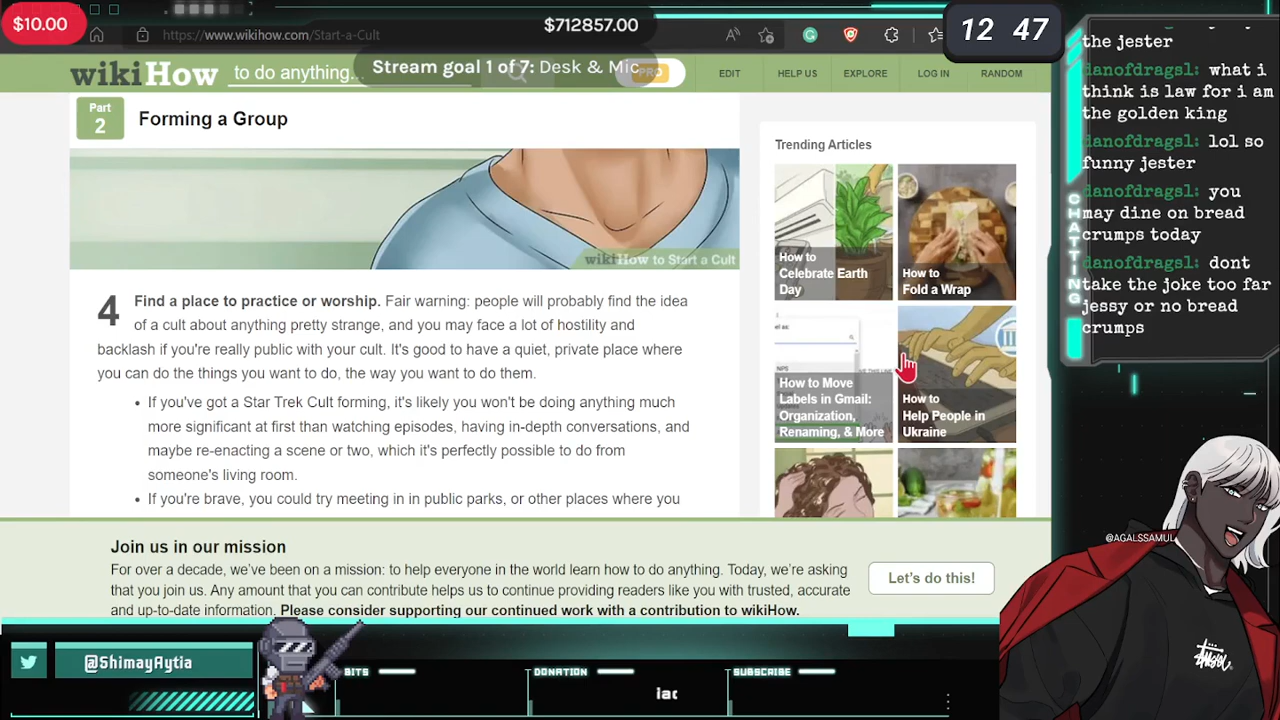 $10.00
$712857.00
12 47
https://www.wikihow.com/Start-a-Cult
Stream goal 1 of 7: Desk & Mic
wikiHow to do anything...
PRO
EDIT HELP US EXPLORE LOG IN RANDOM
Part
2
Forming a Group
wikiHow to Start a Cult
4 Find a place to practice or worship. Fair warning: people will probably find the idea
of a cult about anything pretty strange, and you may face a lot of hostility and
backlash if you're really public with your cult. It's good to have a quiet, private place where
you can do the things you want to do, the way you want to do them.
• If you've got a Star Trek Cult forming, it's likely you won't be doing anything much
more significant at first than watching episodes, having in-depth conversations, and
maybe re-enacting a scene or two, which it's perfectly possible to do from
someone's living room.
• If you're brave, you could try meeting in in public parks, or other places where you
Trending Articles
How to
Celebrate Earth
Day
How to
Fold a Wrap
How to Move
Labels in Gmail:
Organization,
Renaming, & More
How to
Help People in
Ukraine
Join us in our mission
For over a decade, we've been on a mission: to help everyone in the world learn how to do anything. Today, we're asking
that you join us. Any amount that you can contribute helps us to continue providing readers like you with trusted, accurate
and up-to-date information. Please consider supporting our continued work with a contribution to wikiHow.
Let's do this!
the jester
danofdragsl: what i
think is law for i am
the golden king
danofdragsl: lol so
funny jester
danofdragsl: you
may dine on bread
crumps today
danofdragsl: dont
take the joke too far
jessy or no bread
crumps
CHATTING
@AGALSSAMUL
@ShimayAytia
BITS
DONATION
SUBSCRIBE